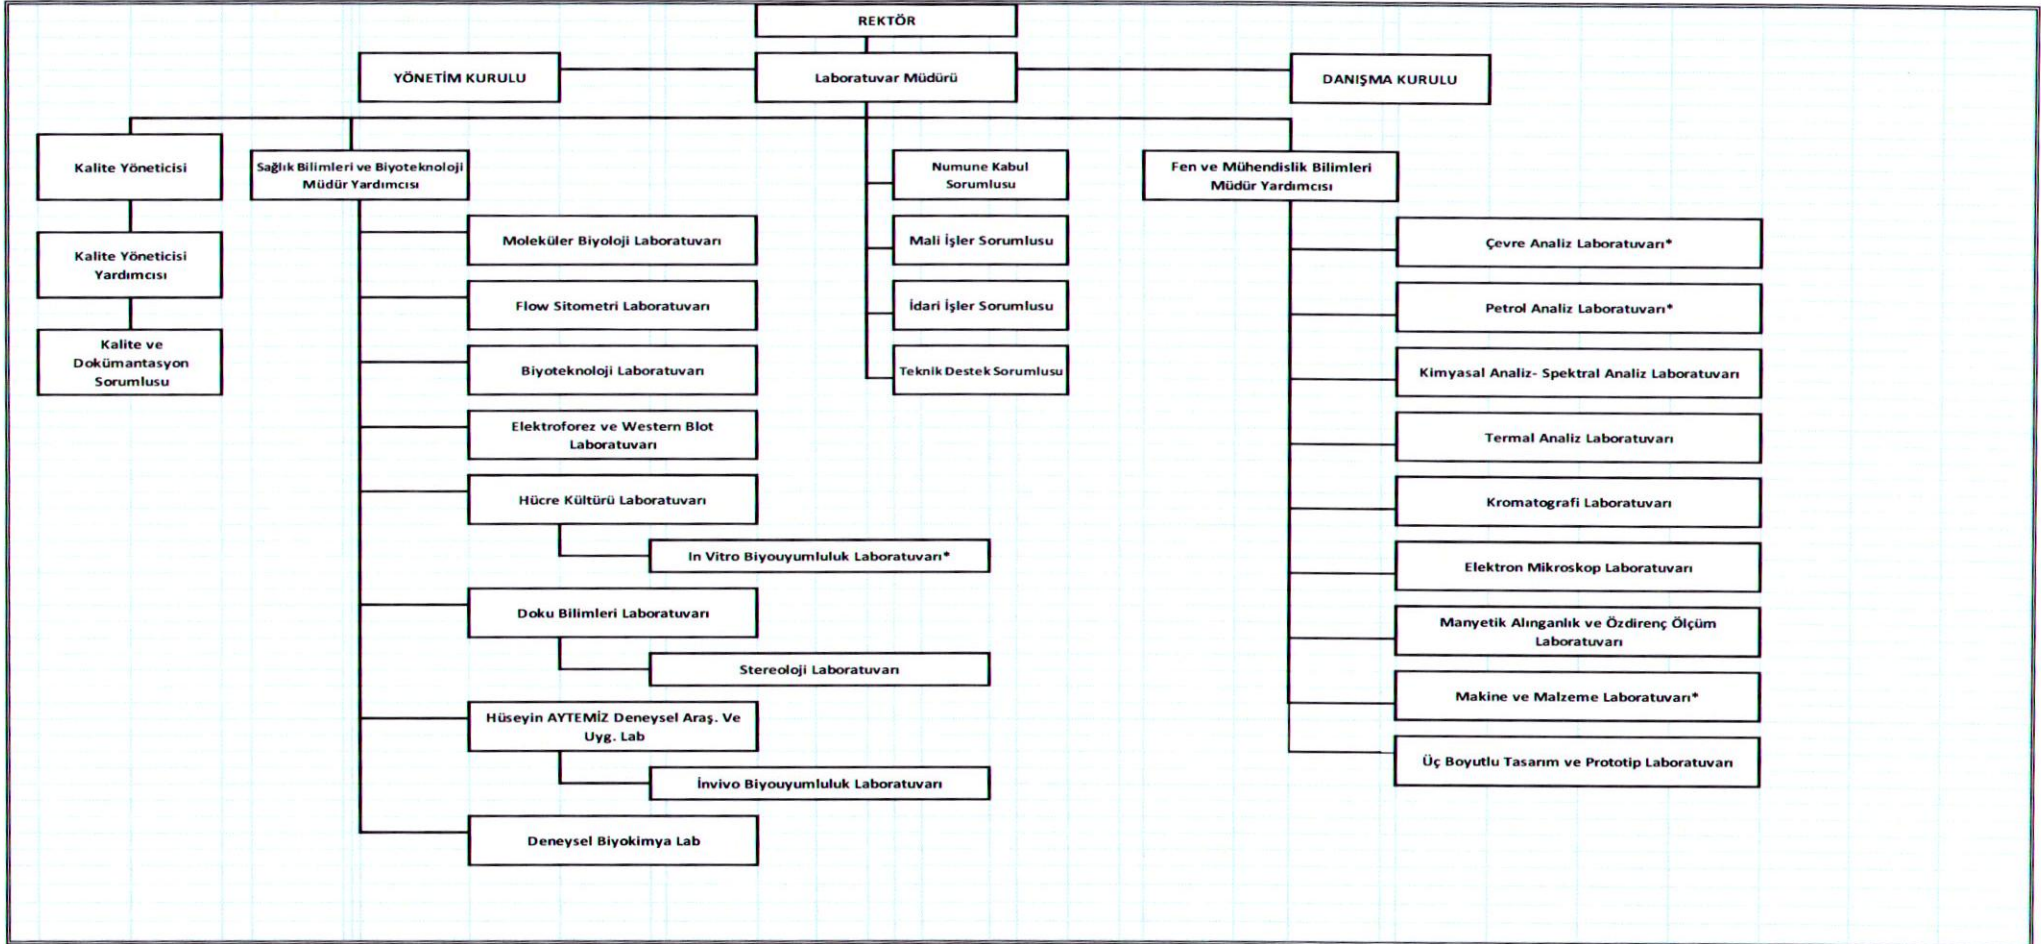 REKTÖR
YÖNETİM KURULU
Laboratuvar Müdürü
DANIŞMA KURULU
Kalite Yöneticisi
Sağlık Bilimleri ve Biyoteknoloji
Müdür Yardımcısı
Numune Kabul
Sorumlusu
Fen ve Mühendislik Bilimleri
Müdür Yardımcısı
Kalite Yöneticisi
Yardımcısı
Kalite ve
Dokümantasyon
Sorumlusu
Moleküler Biyoloji Laboratuvarı
Flow Sitometri Laboratuvarı
Biyoteknoloji Laboratuvarı
Elektroforez ve Western Blot
Laboratuvarı
Hücre Kültürü Laboratuvarı
In Vitro Biyouyumluluk Laboratuvarı*
Doku Bilimleri Laboratuvarı
Stereoloji Laboratuvarı
Hüseyin AYTEMİZ Deneysel Araş. Ve
Uyg. Lab
İnvivo Biyouyumluluk Laboratuvarı
Deneysel Biyokimya Lab
Mali İşler Sorumlusu
İdari İşler Sorumlusu
Teknik Destek Sorumlusu
Çevre Analiz Laboratuvarı*
Petrol Analiz Laboratuvarı*
Kimyasal Analiz- Spektral Analiz Laboratuvarı
Termal Analiz Laboratuvarı
Kromatografi Laboratuvarı
Elektron Mikroskop Laboratuvarı
Manyetik Alınganlık ve Özdirenç Ölçüm
Laboratuvarı
Makine ve Malzeme Laboratuvarı*
Üç Boyutlu Tasarım ve Prototip Laboratuvarı